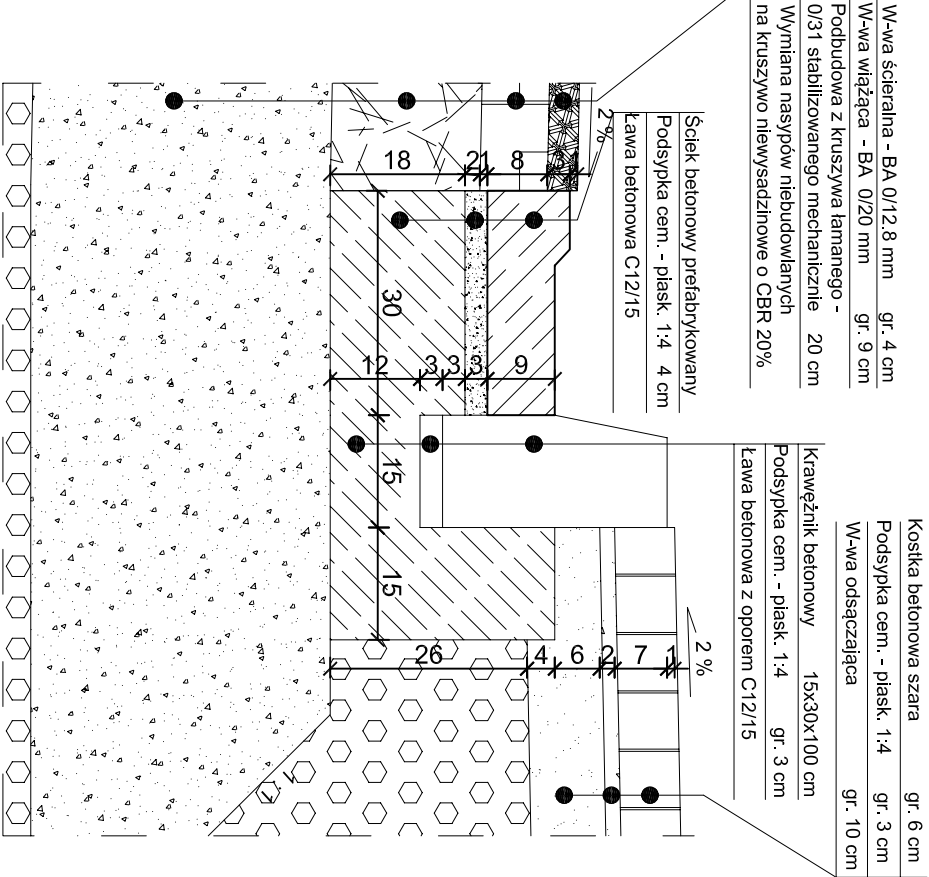 W-wa ścieralna - BA 0/12.8 mm gr. 4 cm
W-wa wiążąca - BA 0/20 mm gr. 9 cm
Podbudowa z kruszywa łamanego -
0/31 stabilizowanego mechanicznie 20 cm
Wymiana nasypów niebudowlanych
na kruszywo niewysadzinowe o CBR 20%
Ściek betonowy prefabrykowany
Podsypka cem. - piask. 1:4 4 cm
Ława betonowa C12/15
Kostka betonowa szara gr. 6 cm
Podsypka cem. - piask. 1:4 gr. 3 cm
W-wa odsączająca gr. 10 cm
Krawężnik betonowy 15x30x100 cm
Podsypka cem. - piask. 1:4 gr. 3 cm
Ława betonowa z oporem C12/15
2%
18 2 1 8
30
12 3 3 3 9
15
15
2 %
26 4 6 2 7 1
1:1